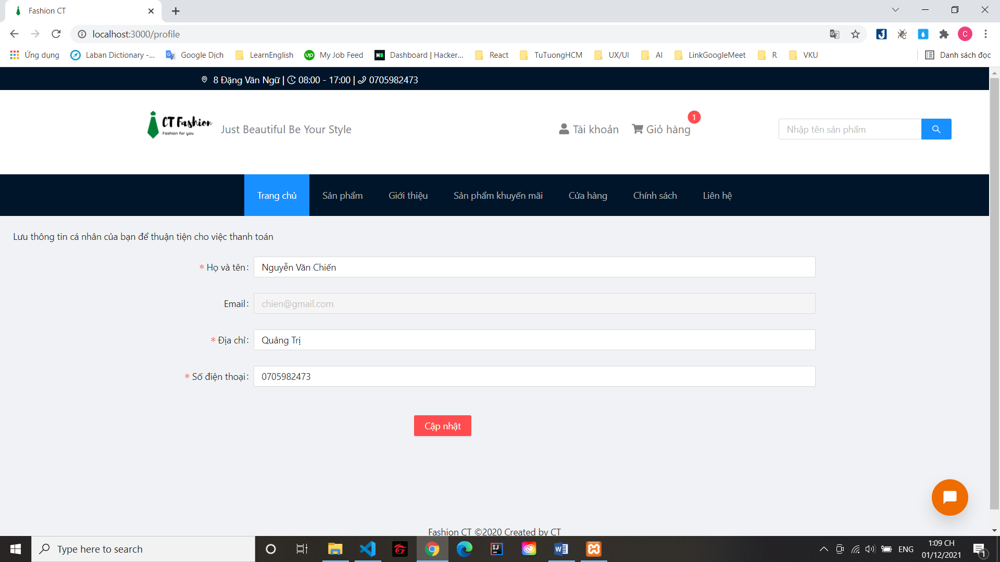 Fashion CT
localhost:3000/profile
C
Ứng dụng
Laban Dictionary -...
Google Dịch
LearnEnglish
My Job Feed
Dashboard | Hacker...
React
TuTuongHCM
UX/UI
AI
LinkGoogleMeet
R
VKU
Danh sách đọc
8 Đặng Văn Ngữ | 08:00 - 17:00 | 0705982473
CT Fashion
Fashion for you
Just Beautiful Be Your Style
Tài khoản
Giỏ hàng
1
Nhập tên sản phẩm
Trang chủ
Sản phẩm
Giới thiệu
Sản phẩm khuyến mãi
Cửa hàng
Chính sách
Liên hệ
Lưu thông tin cá nhân của bạn để thuận tiện cho việc thanh toán
* Họ và tên: Nguyễn Văn Chiến
Email: chien@gmail.com
* Địa chỉ: Quảng Trị
* Số điện thoại: 0705982473
Cập nhật
Fashion CT ©2020 Created by CT
Type here to search
ENG
1:09 CH
01/12/2021
1